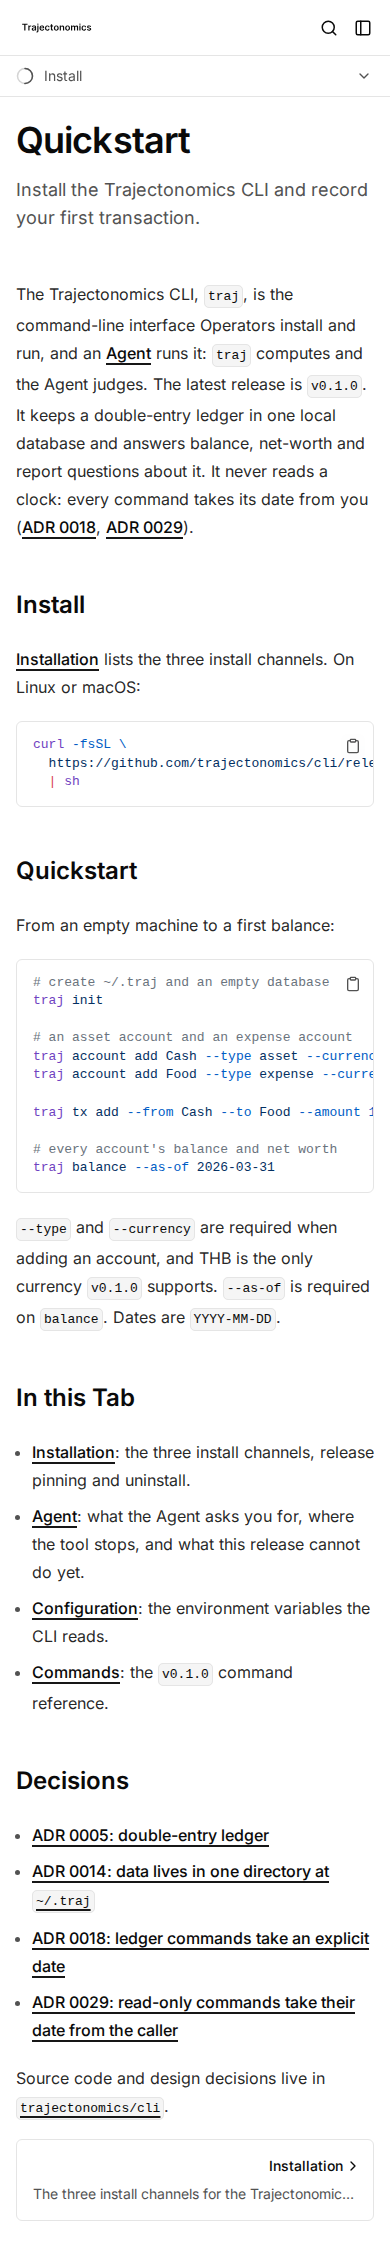 Trajectonomics
Install
Quickstart
Install the Trajectonomics CLI and record
your first transaction.
The Trajectonomics CLI, traj, is the
command-line interface Operators install and
run, and an Agent runs it: traj computes and
the Agent judges. The latest release is v0.1.0.
It keeps a double-entry ledger in one local
database and answers balance, net-worth and
report questions about it. It never reads a
clock: every command takes its date from you
(ADR 0018, ADR 0029).
Install
Installation lists the three install channels. On
Linux or macOS:
curl -fsSL \
https://github.com/trajectonomics/cli/rele
| sh
Quickstart
From an empty machine to a first balance:
# create ~/.traj and an empty database
traj init
# an asset account and an expense account
traj account add Cash --type asset --currenc
traj account add Food --type expense --curre
traj tx add --from Cash --to Food --amount 1
# every account's balance and net worth
traj balance --as-of 2026-03-31
--type and --currency are required when
adding an account, and THB is the only
currency v0.1.0 supports. --as-of is required
on balance. Dates are YYYY-MM-DD.
In this Tab
Installation: the three install channels, release
pinning and uninstall.
Agent: what the Agent asks you for, where
the tool stops, and what this release cannot
do yet.
Configuration: the environment variables the
CLI reads.
Commands: the v0.1.0 command
reference.
Decisions
ADR 0005: double-entry ledger
ADR 0014: data lives in one directory at
~/.traj
ADR 0018: ledger commands take an explicit
date
ADR 0029: read-only commands take their
date from the caller
Source code and design decisions live in
trajectonomics/cli.
Installation
The three install channels for the Trajectonomic...